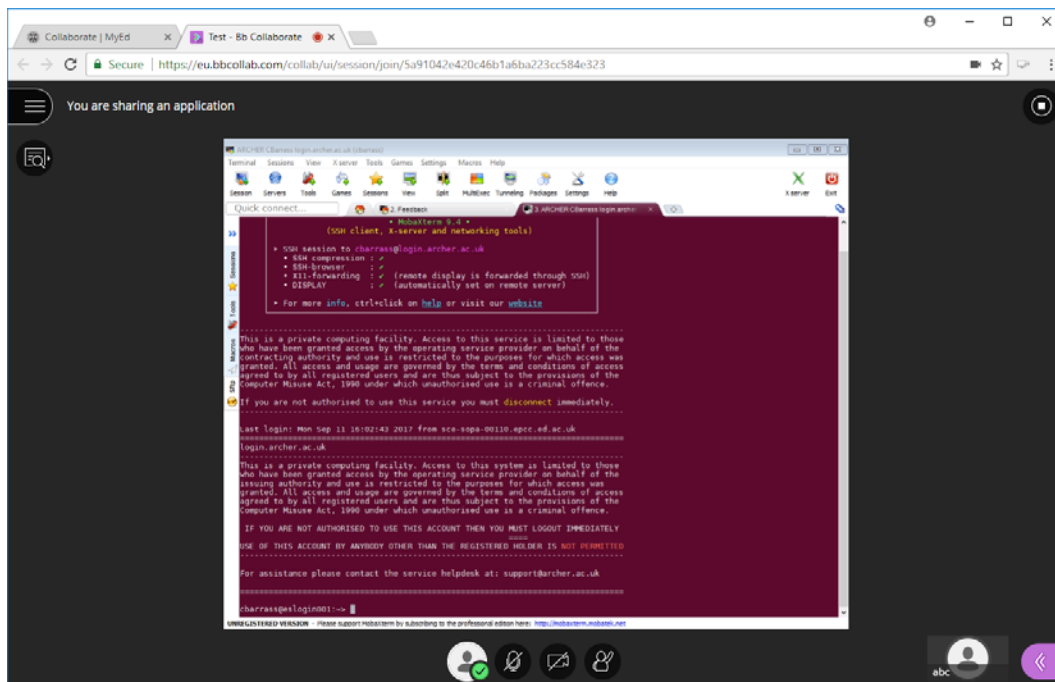 Collaborate | MyEd
Test - Bb Collaborate
Secure | https://eu.bbcollab.com/collab/ui/session/join/5a91042e420c46b1a6ba223cc584e323
You are sharing an application
ARCHER CBarrass login.archer.ac.uk (cbarrass)
Terminal Sessions View X server Tools Games Settings Macros Help
Session Servers Tools Games Sessions View Split MultiExec Tunneling Packages Settings Help X server Exit
Quick connect... 2. Feedback 3. ARCHER CBarrass login.archer
Sessions
Tools
Macros
Sftp
• MobaXterm 9.4 •
(SSH client, X-server and networking tools)
▸ SSH session to cbarrass@login.archer.ac.uk
• SSH compression : ✔
• SSH-browser : ✔
• X11-forwarding : ✔ (remote display is forwarded through SSH)
• DISPLAY : ✔ (automatically set on remote server)
▸ For more info, ctrl+click on help or visit our website
This is a private computing facility. Access to this service is limited to those
who have been granted access by the operating service provider on behalf of the
contracting authority and use is restricted to the purposes for which access was
granted. All access and usage are governed by the terms and conditions of access
agreed to by all registered users and are thus subject to the provisions of the
Computer Misuse Act, 1990 under which unauthorised use is a criminal offence.
If you are not authorised to use this service you must disconnect immediately.
Last login: Mon Sep 11 16:02:43 2017 from sce-sopa-00110.epcc.ed.ac.uk
login.archer.ac.uk
This is a private computing facility. Access to this system is limited to those
who have been granted access by the operating service provider on behalf of the
issuing authority and use is restricted to the purposes for which access was
granted. All access and usage are governed by the terms and conditions of access
agreed to by all registered users and are thus subject to the provisions of the
Computer Misuse Act, 1990 under which unauthorised use is a criminal offence.
IF YOU ARE NOT AUTHORISED TO USE THIS ACCOUNT THEN YOU MUST LOGOUT IMMEDIATELY
USE OF THIS ACCOUNT BY ANYBODY OTHER THAN THE REGISTERED HOLDER IS NOT PERMITTED
For assistance please contact the service helpdesk at: support@archer.ac.uk
cbarrass@eslogin001:~>
UNREGISTERED VERSION - Please support MobaXterm by subscribing to the professional edition here: http://mobaxterm.mobatek.net
abc